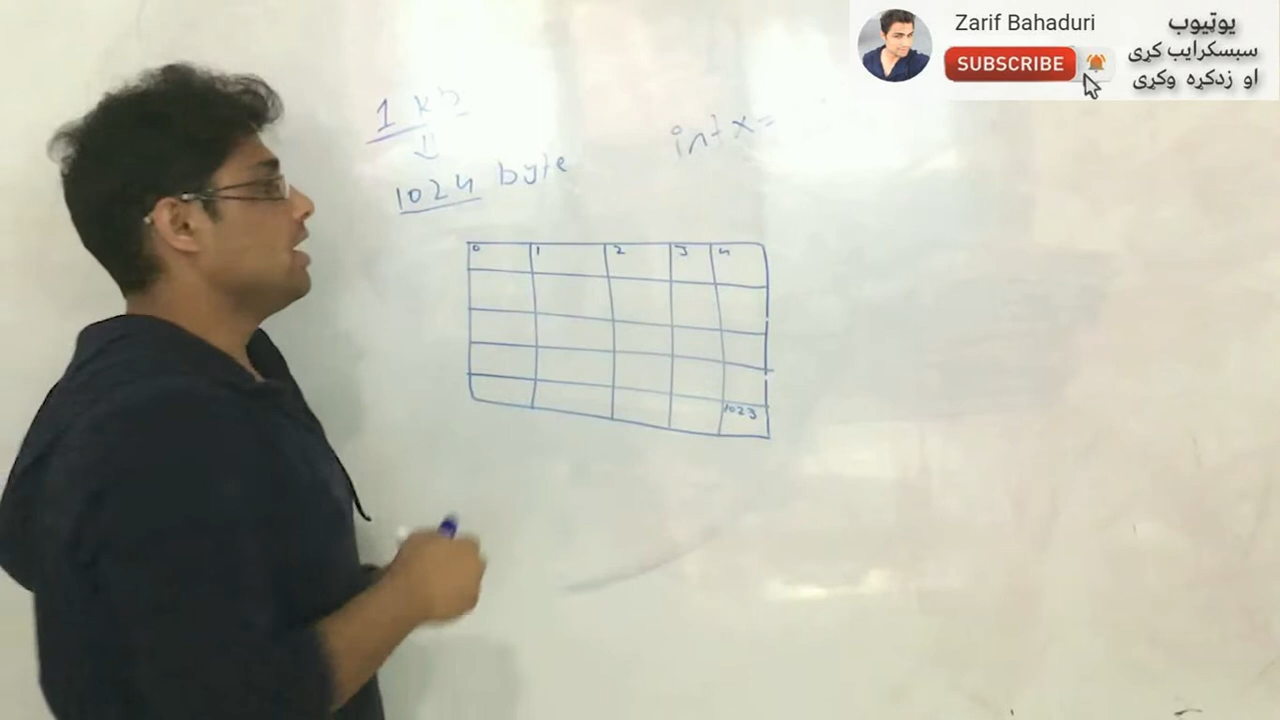 Zarif Bahaduri
SUBSCRIBE
یوټیوب
سبسکرایب کړی
او زدکړه وکړی
1 kb
1024 byte
int x=
0 1 2 3 4
1023